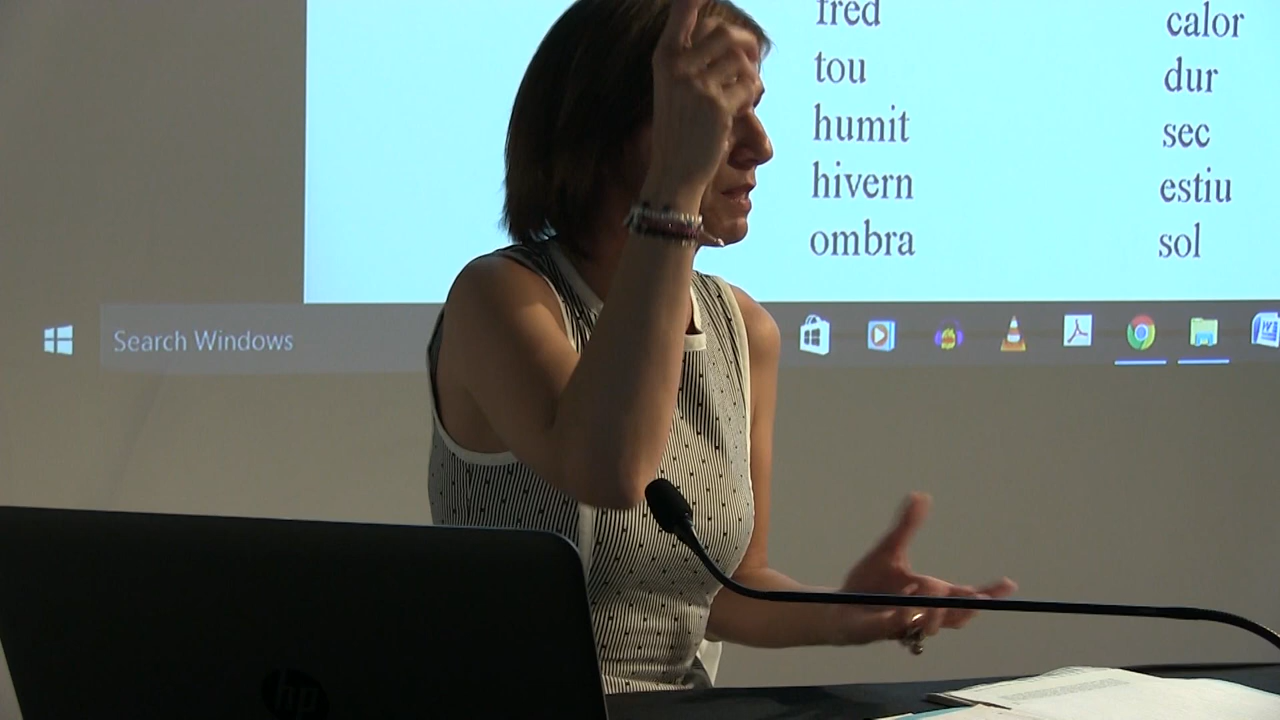 fred calor
tou dur
humit sec
hivern estiu
ombra sol
Search Windows
hp